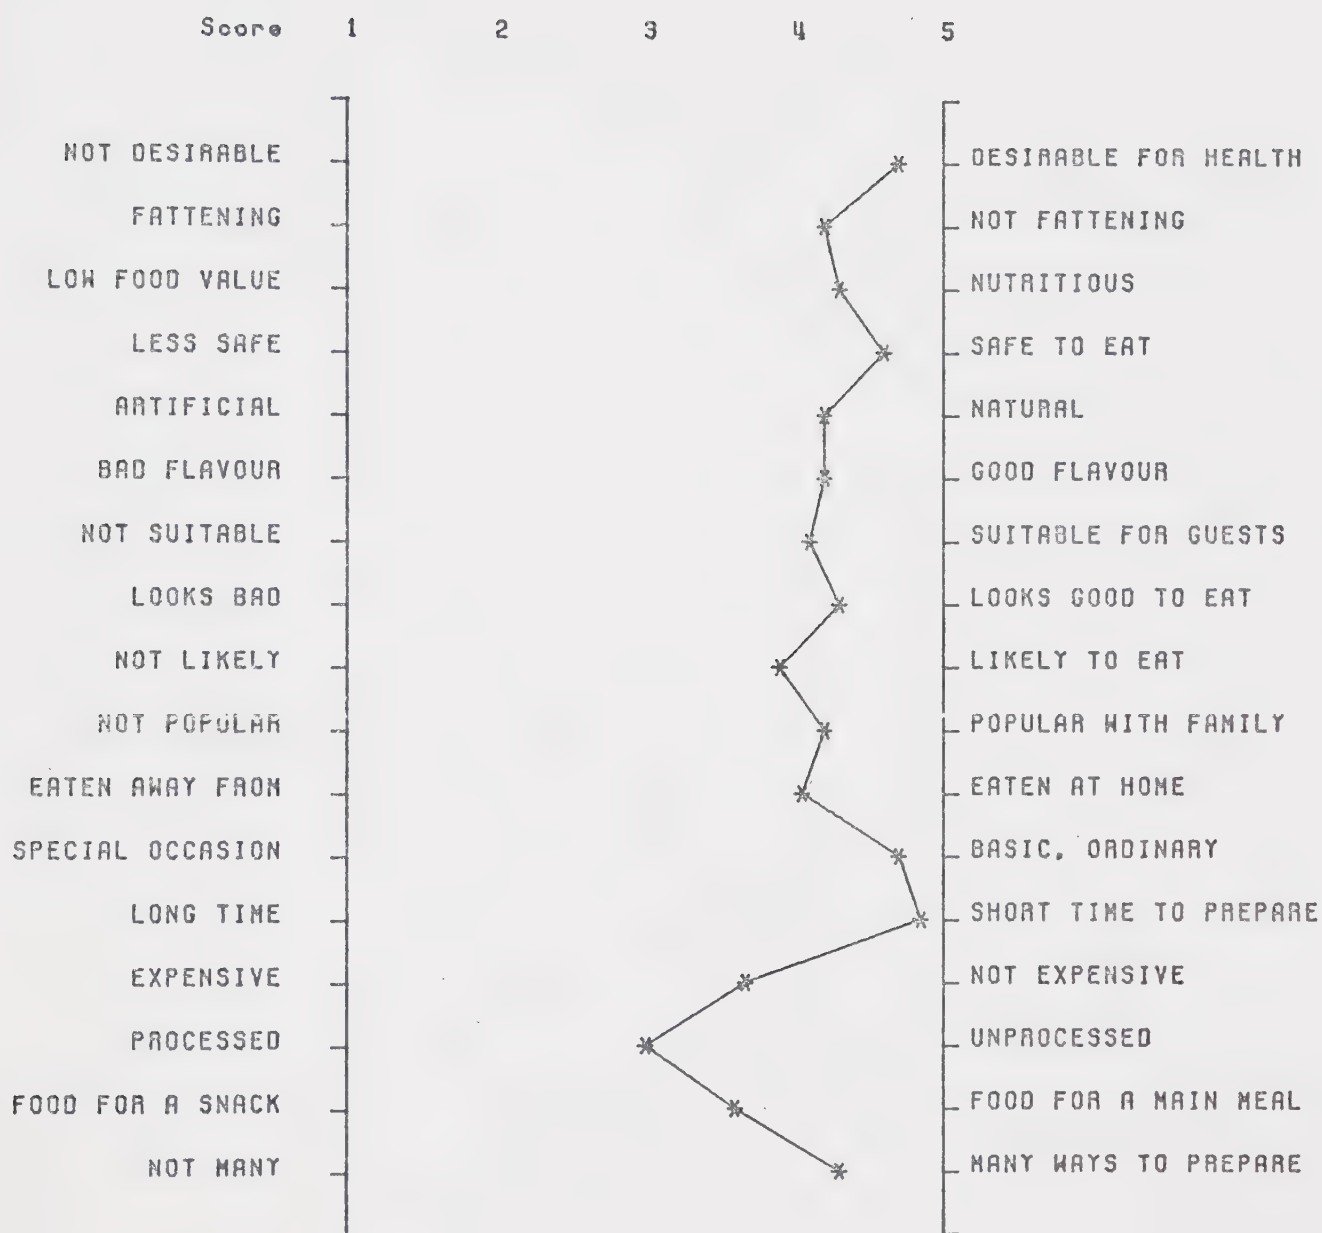 Score 1 2 3 4 5
NOT DESIRABLE DESIRABLE FOR HEALTH
FATTENING NOT FATTENING
LOW FOOD VALUE NUTRITIOUS
LESS SAFE SAFE TO EAT
ARTIFICIAL NATURAL
BAD FLAVOUR GOOD FLAVOUR
NOT SUITABLE SUITABLE FOR GUESTS
LOOKS BAD LOOKS GOOD TO EAT
NOT LIKELY LIKELY TO EAT
NOT POPULAR POPULAR WITH FAMILY
EATEN AWAY FROM EATEN AT HOME
SPECIAL OCCASION BASIC, ORDINARY
LONG TIME SHORT TIME TO PREPARE
EXPENSIVE NOT EXPENSIVE
PROCESSED UNPROCESSED
FOOD FOR A SNACK FOOD FOR A MAIN MEAL
NOT MANY MANY WAYS TO PREPARE